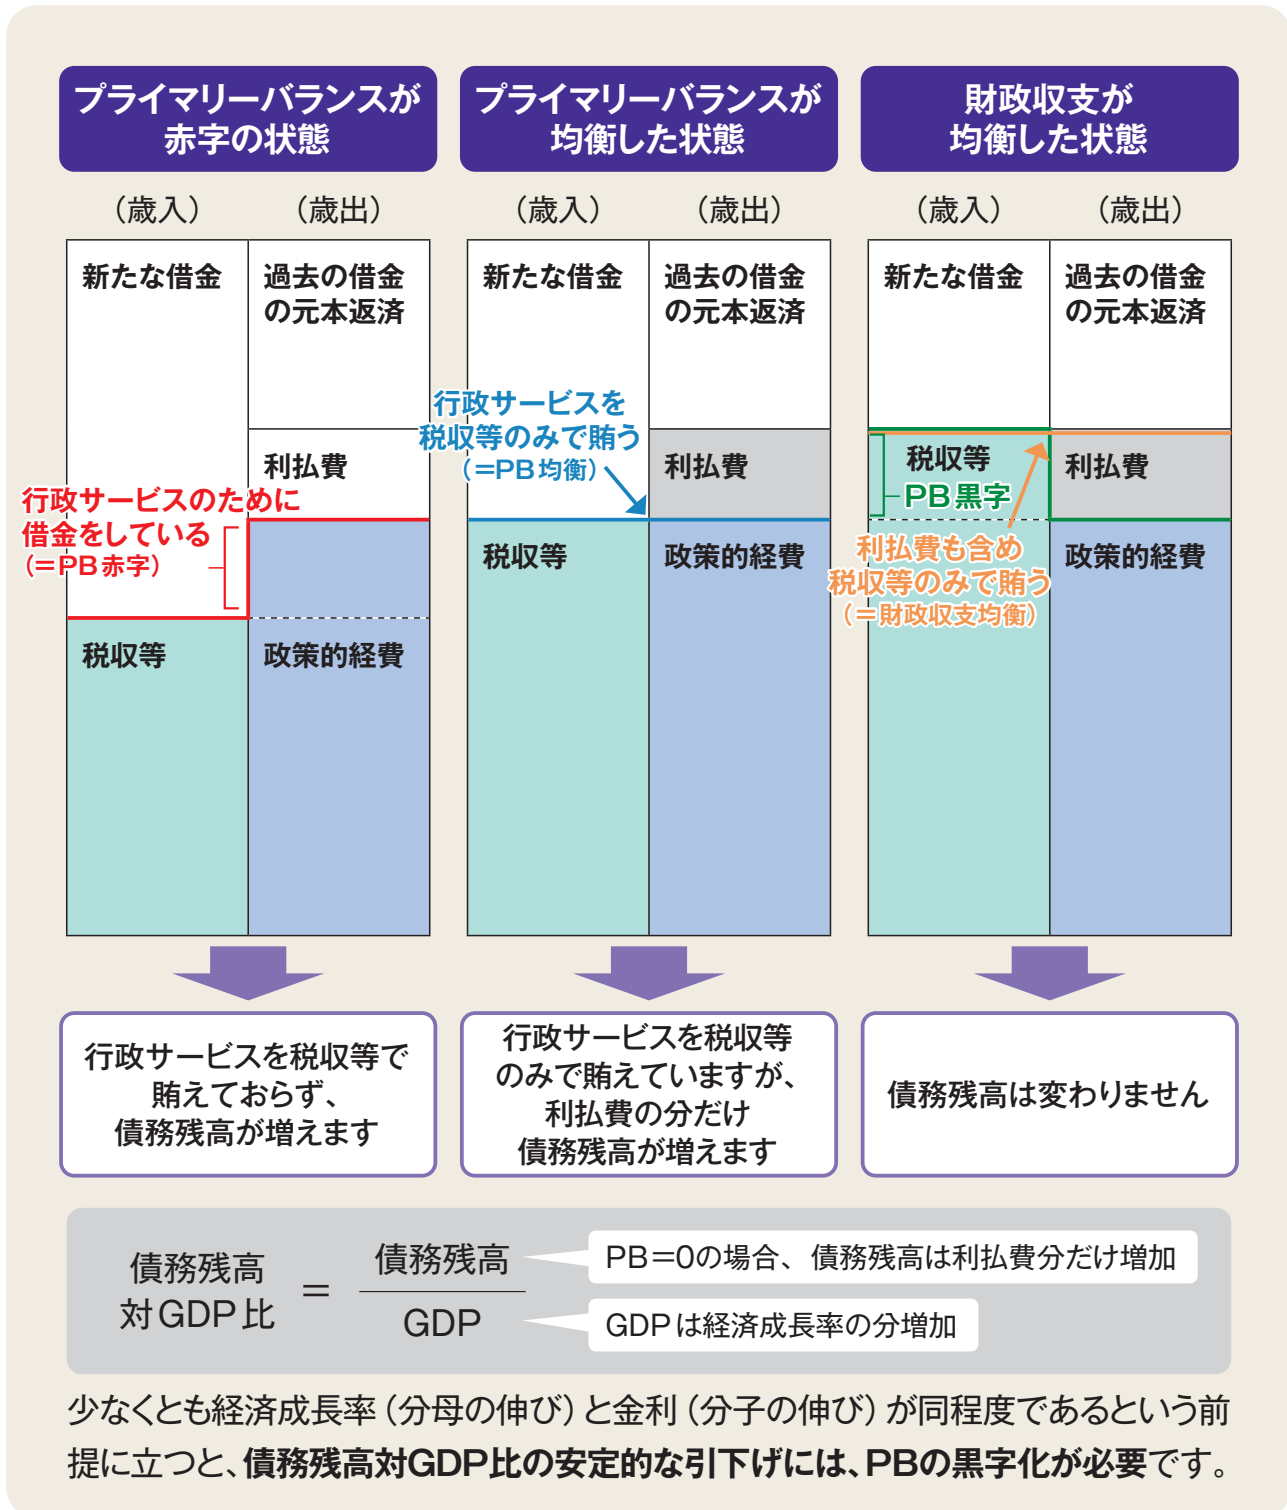 プライマリーバランスが
赤字の状態
(歳入)
(歳出)
新たな借金
過去の借金
の元本返済
利払費
行政サービスのために
借金をしている
(=PB赤字)
税収等
政策的経費
行政サービスを税収等で
賄えておらず、
債務残高が増えます
プライマリーバランスが
均衡した状態
(歳入)
(歳出)
新たな借金
過去の借金
の元本返済
行政サービスを
税収等のみで賄う
(=PB均衡)
利払費
税収等
政策的経費
行政サービスを税収等
のみで賄えていますが、
利払費の分だけ
債務残高が増えます
財政収支が
均衡した状態
(歳入)
(歳出)
新たな借金
過去の借金
の元本返済
税収等
PB黒字
利払費
利払費も含め
税収等のみで賄う
(=財政収支均衡)
政策的経費
債務残高は変わりません
債務残高
対GDP比
=
債務残高
GDP
PB=0の場合、債務残高は利払費分だけ増加
GDPは経済成長率の分増加
少なくとも経済成長率(分母の伸び)と金利(分子の伸び)が同程度であるという前
提に立つと、債務残高対GDP比の安定的な引下げには、PBの黒字化が必要です。